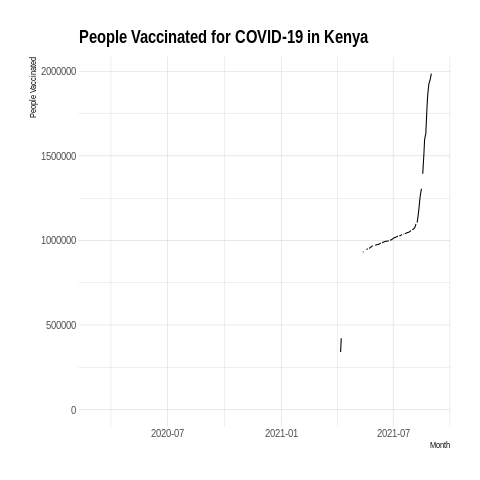 People Vaccinated for COVID-19 in Kenya
People Vaccinated
2000000
1500000
1000000
500000
0
2020-07
2021-01
2021-07
Month